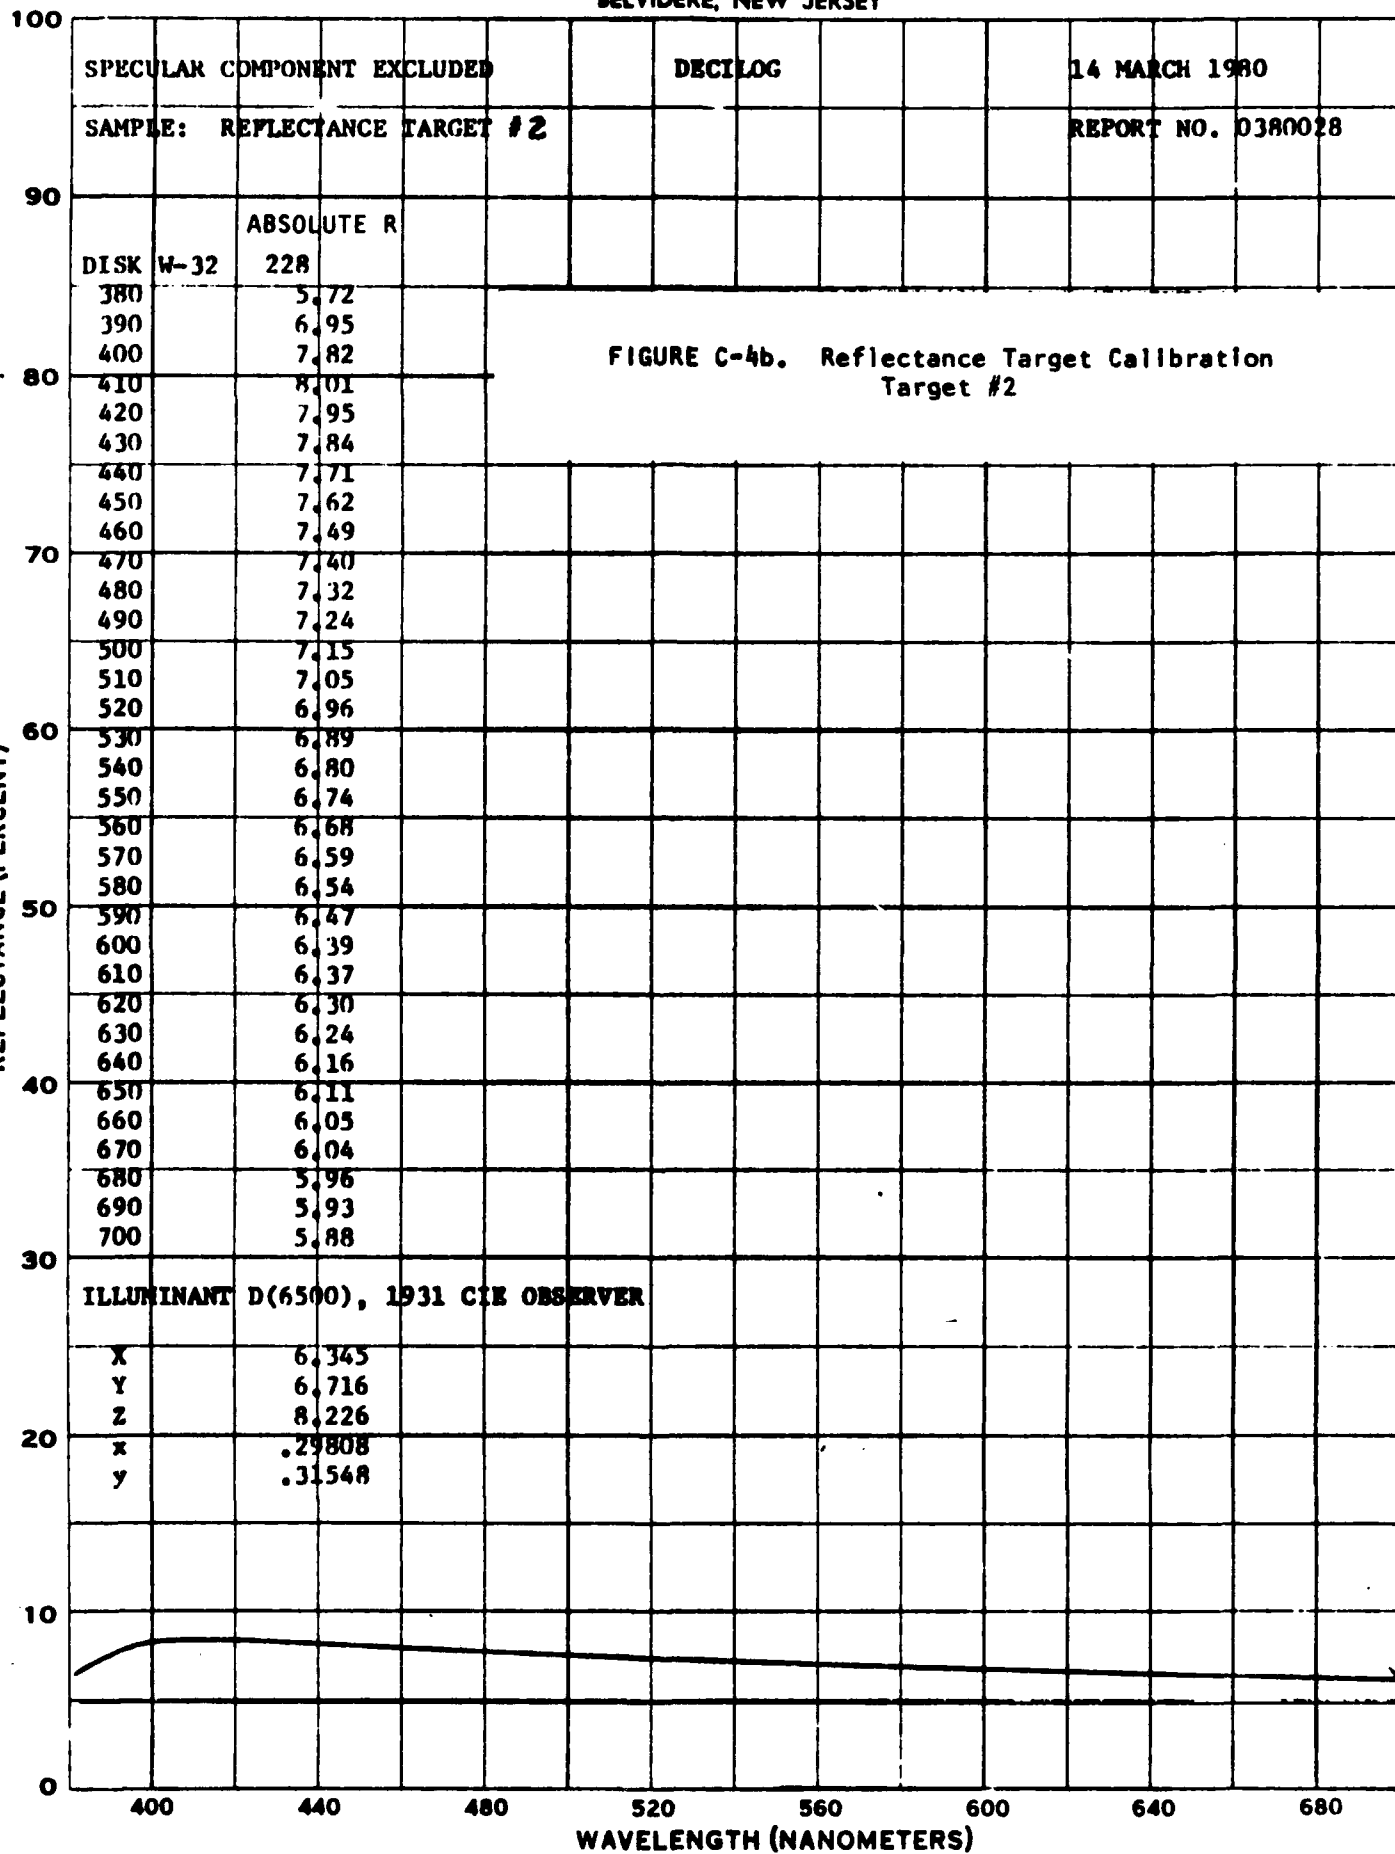 BELVIDERE, NEW JERSEY
100
SPECULAR COMPONENT EXCLUDED DECILOG 14 MARCH 1980
SAMPLE: REFLECTANCE TARGET #2 REPORT NO. 0380028
90
ABSOLUTE R
DISK W-32 228
380 5.72
390 6.95
400 7.82
FIGURE C-4b. Reflectance Target Calibration
Target #2
80
410 8.01
420 7.95
430 7.84
440 7.71
450 7.62
460 7.49
70
470 7.40
480 7.32
490 7.24
500 7.15
510 7.05
520 6.96
60
530 6.89
540 6.80
550 6.74
560 6.68
570 6.59
580 6.54
50
590 6.47
600 6.39
610 6.37
620 6.30
630 6.24
640 6.16
40
650 6.11
660 6.05
670 6.04
680 5.96
690 5.93
700 5.88
30
ILLUMINANT D(6500), 1931 CIE OBSERVER
X 6.345
Y 6.716
Z 8.226
20
x .29808
y .31548
10
0
400 440 480 520 560 600 640 680
WAVELENGTH (NANOMETERS)
REFLECTANCE (PERCENT)